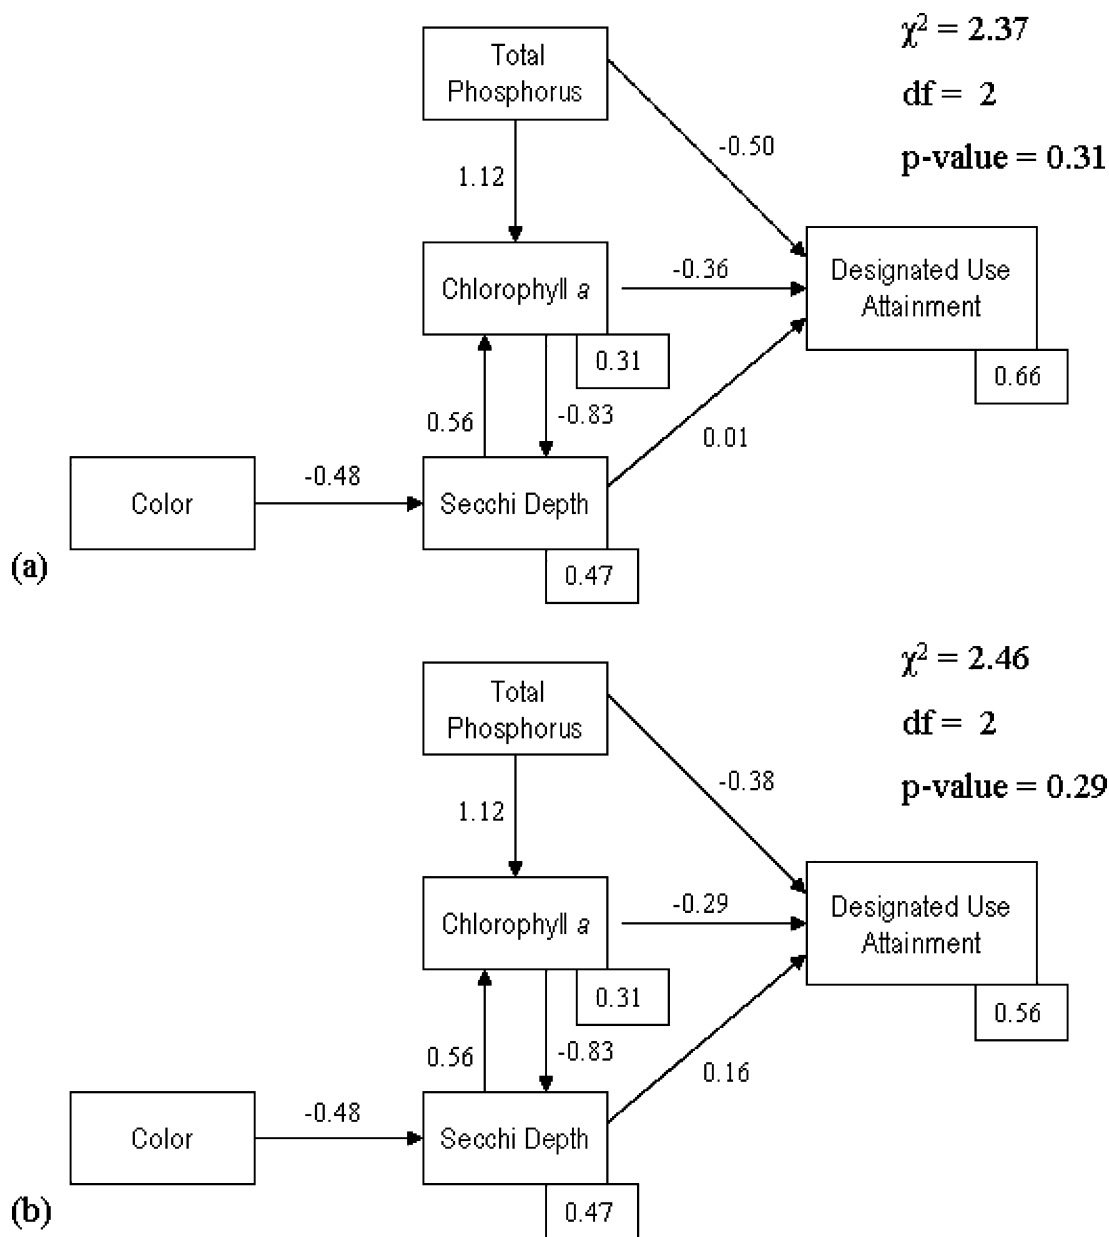 χ² = 2.37
df = 2
p-value = 0.31
Total
Phosphorus
-0.50
1.12
Chlorophyll a
-0.36
Designated Use
Attainment
0.31
0.66
0.56
-0.83
0.01
Color
-0.48
Secchi Depth
0.47
(a)
χ² = 2.46
df = 2
p-value = 0.29
Total
Phosphorus
-0.38
1.12
Chlorophyll a
-0.29
Designated Use
Attainment
0.31
0.56
0.56
-0.83
0.16
Color
-0.48
Secchi Depth
0.47
(b)